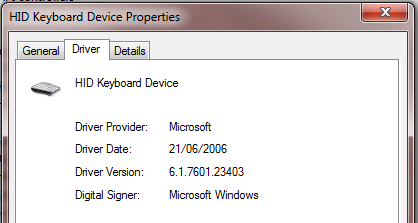 HID Keyboard Device Properties
General Driver Details
HID Keyboard Device
Driver Provider: Microsoft
Driver Date: 21/06/2006
Driver Version: 6.1.7601.23403
Digital Signer: Microsoft Windows